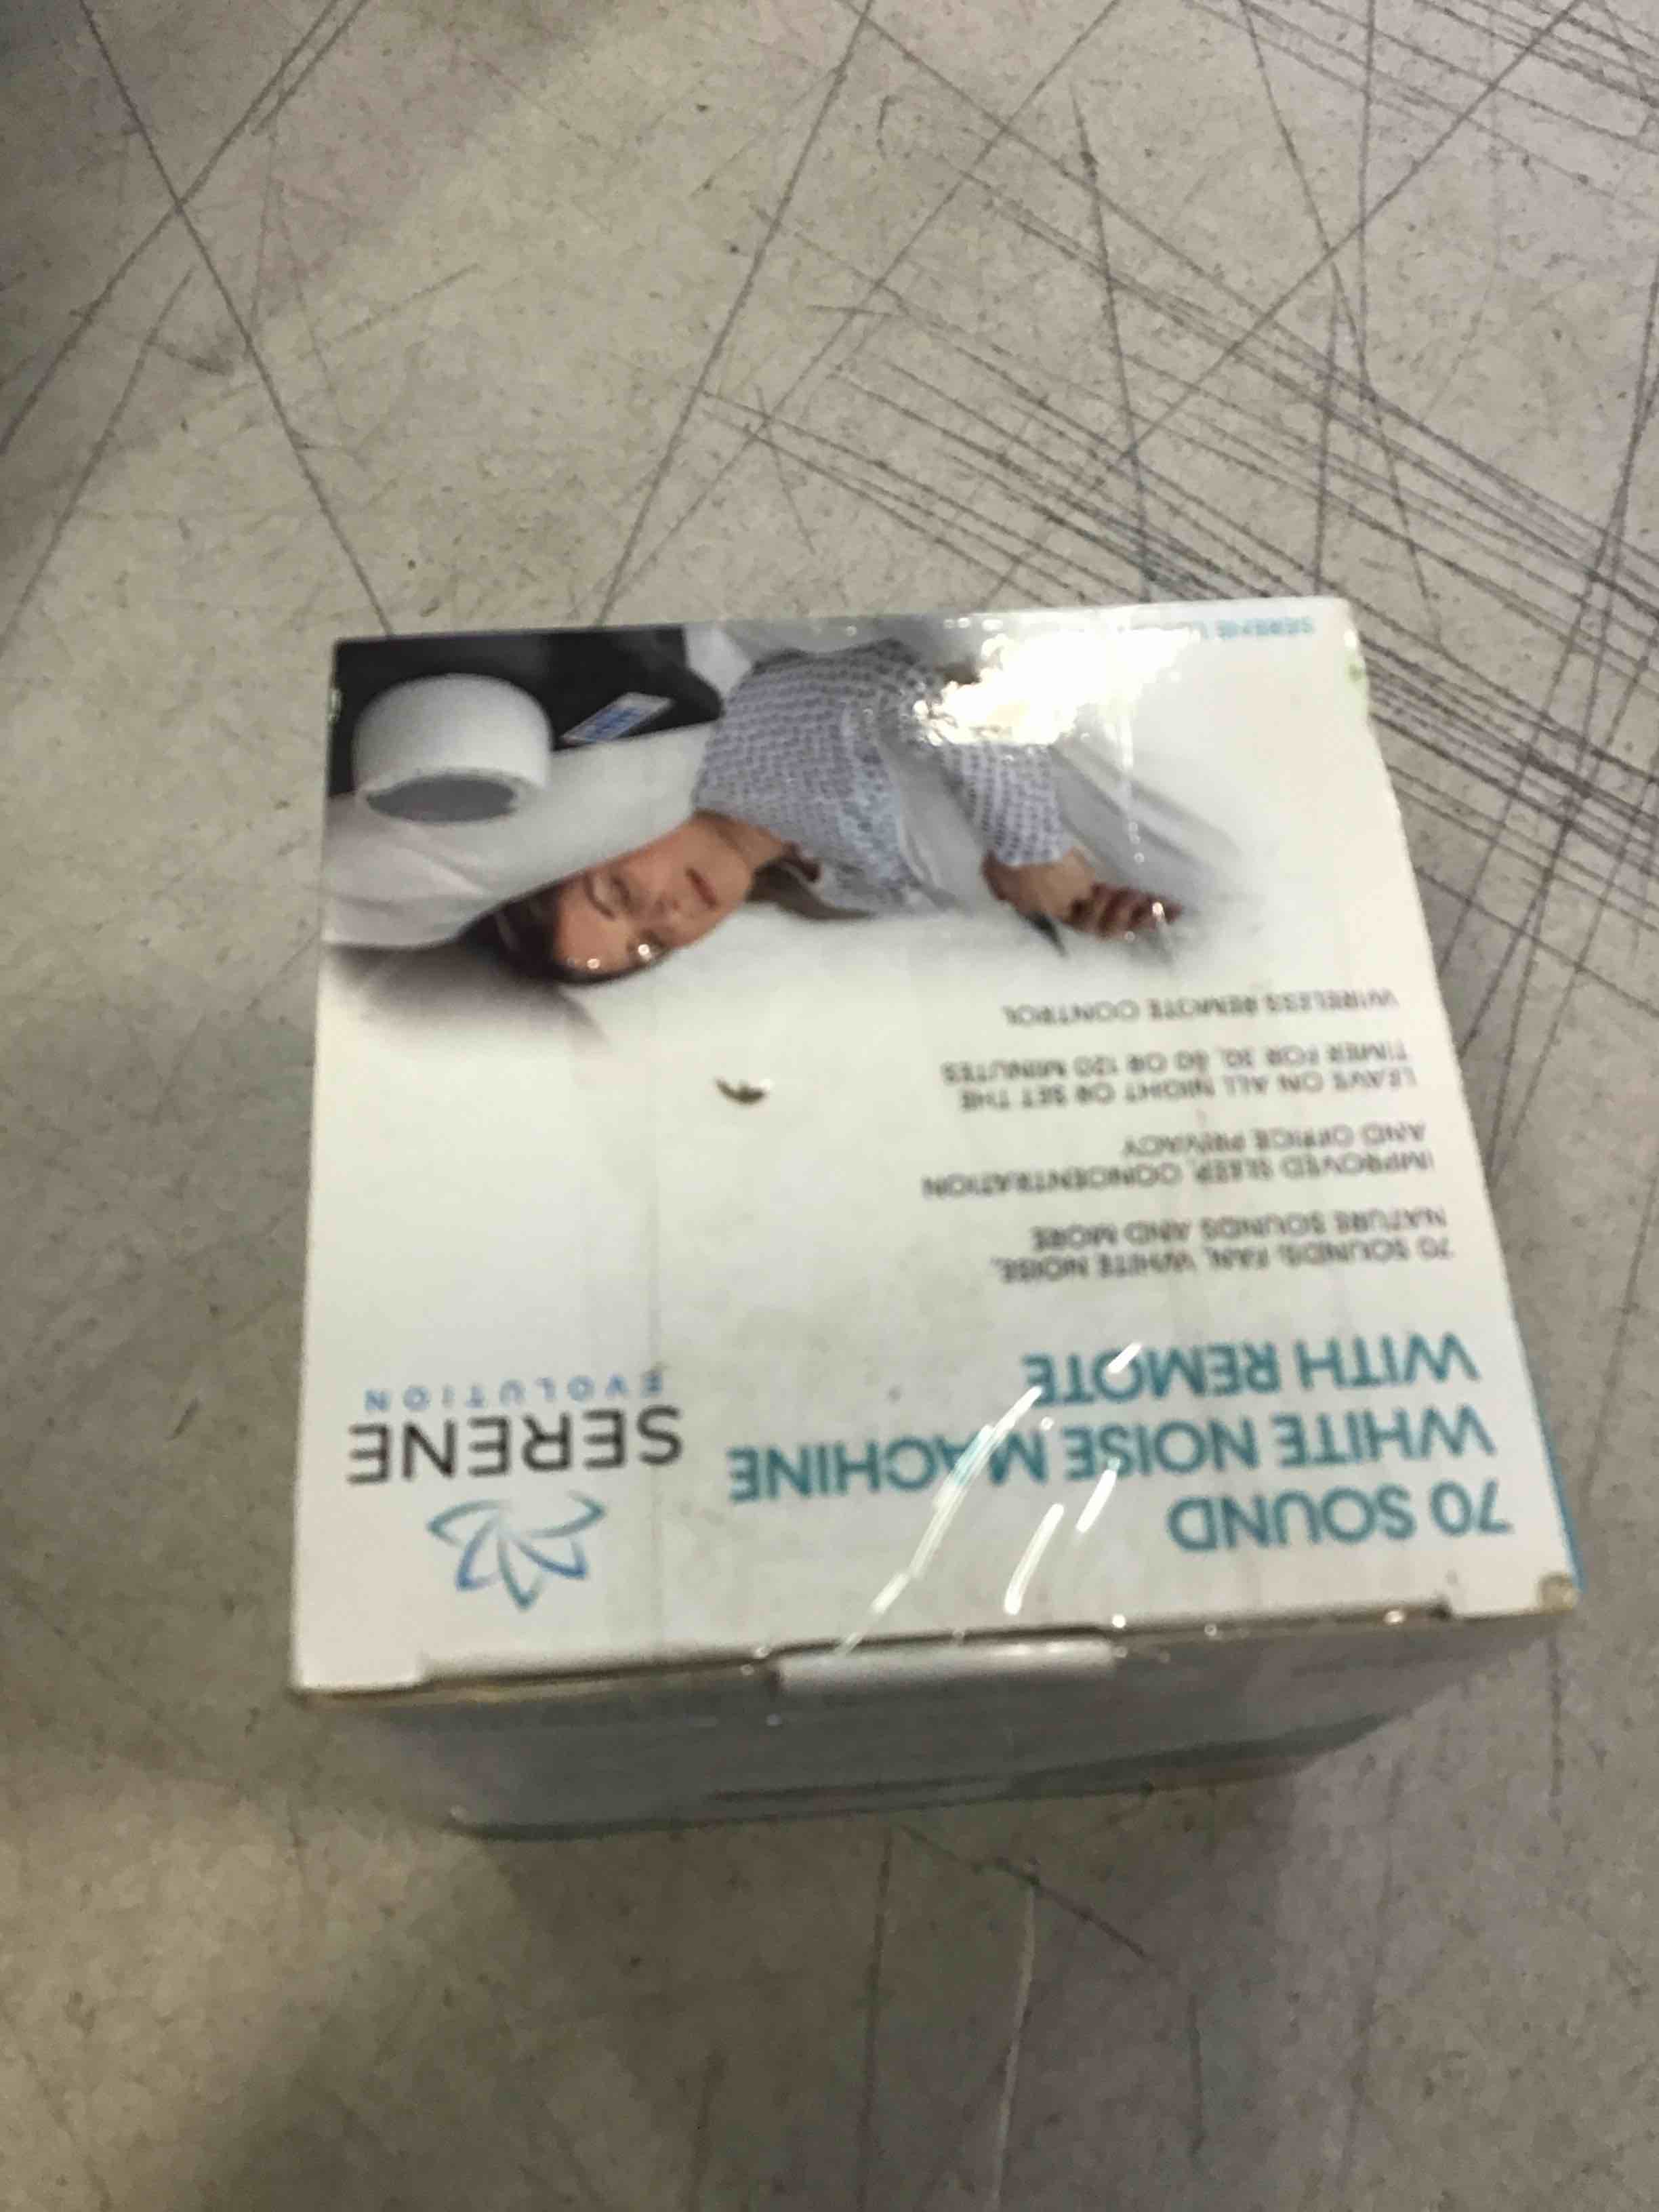 70 SOUND
WHITE NOISE MACHINE
WITH REMOTE
SERENE
EVOLUTION
70 SOUNDS: FAN, WHITE NOISE,
NATURE SOUNDS AND MORE
IMPROVED SLEEP, CONCENTRATION
AND OFFICE PRIVACY
LEAVE ON ALL NIGHT OR SET THE
TIMER FOR 30, 60 OR 120 MINUTES
WIRELESS REMOTE CONTROL
SERENE